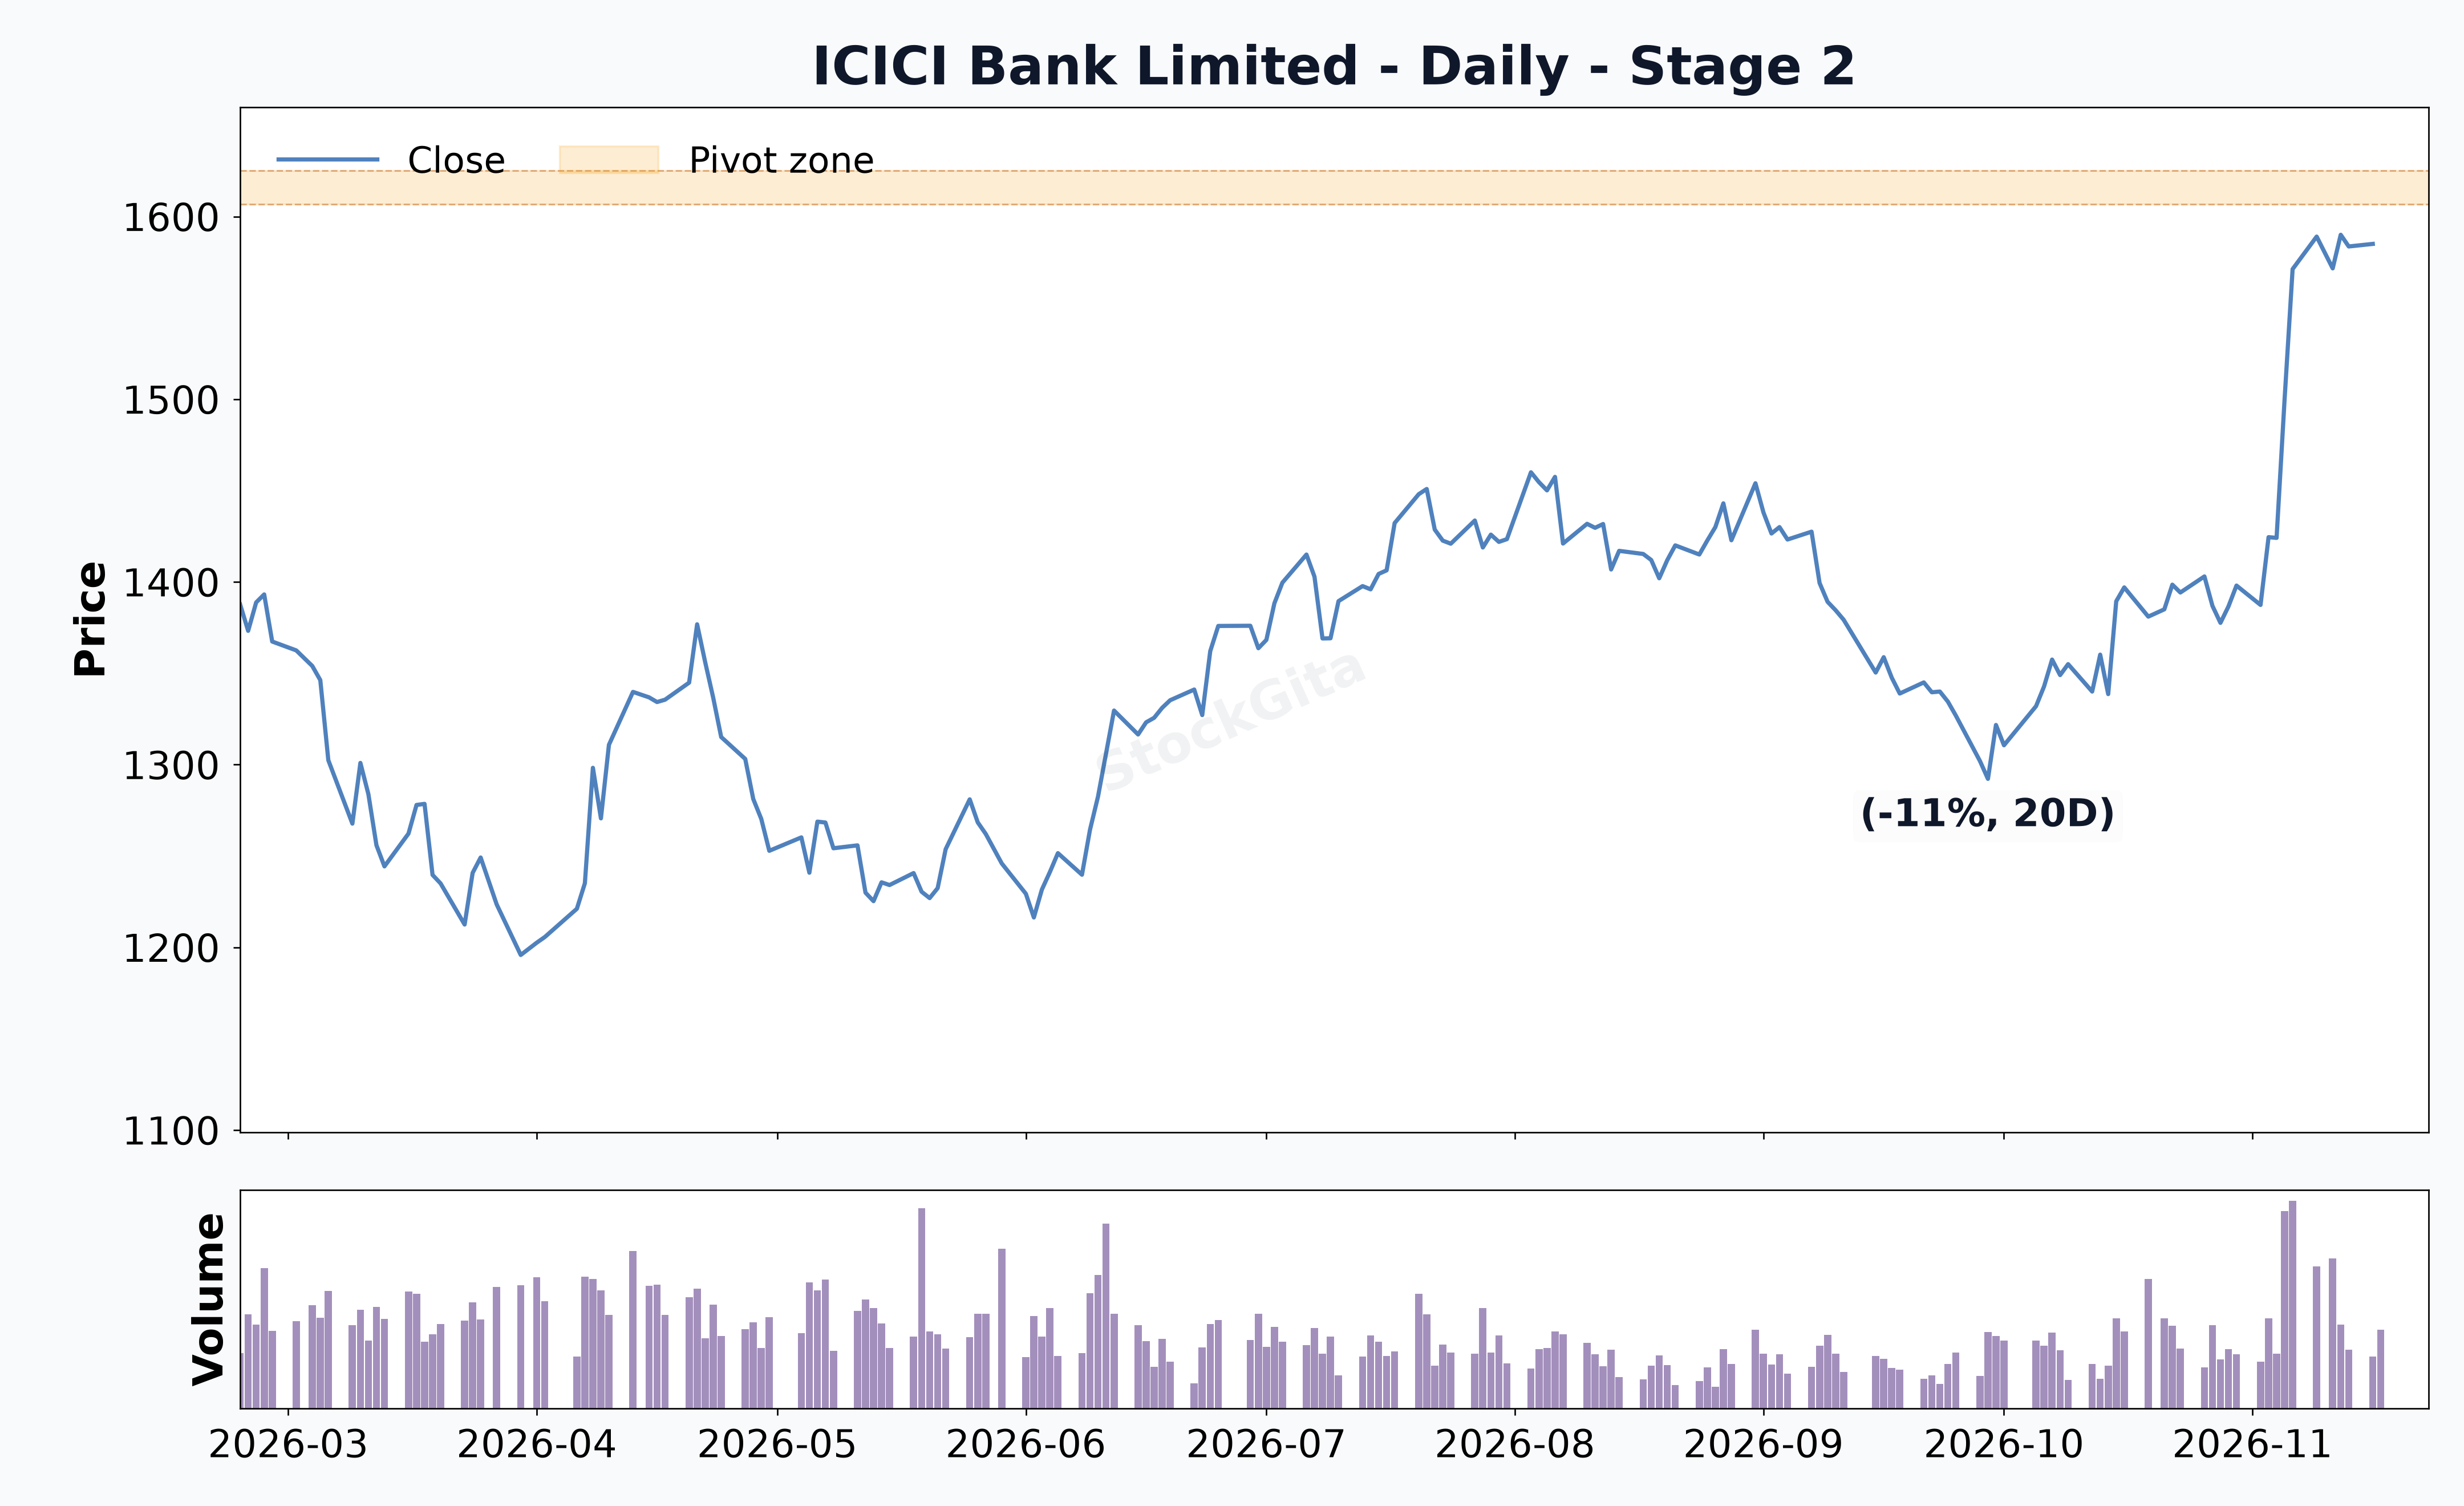 ICICI Bank Limited - Daily - Stage 2
Close
Pivot zone
1600
1500
1400
1300
1200
1100
Price
StockGita
(-11%, 20D)
Volume
2026-03
2026-04
2026-05
2026-06
2026-07
2026-08
2026-09
2026-10
2026-11